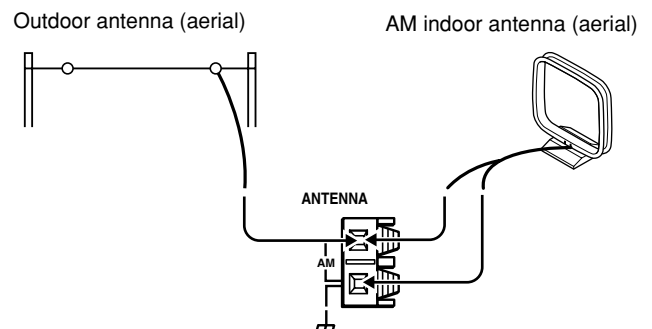 Outdoor antenna (aerial)
AM indoor antenna (aerial)
ANTENNA
AM